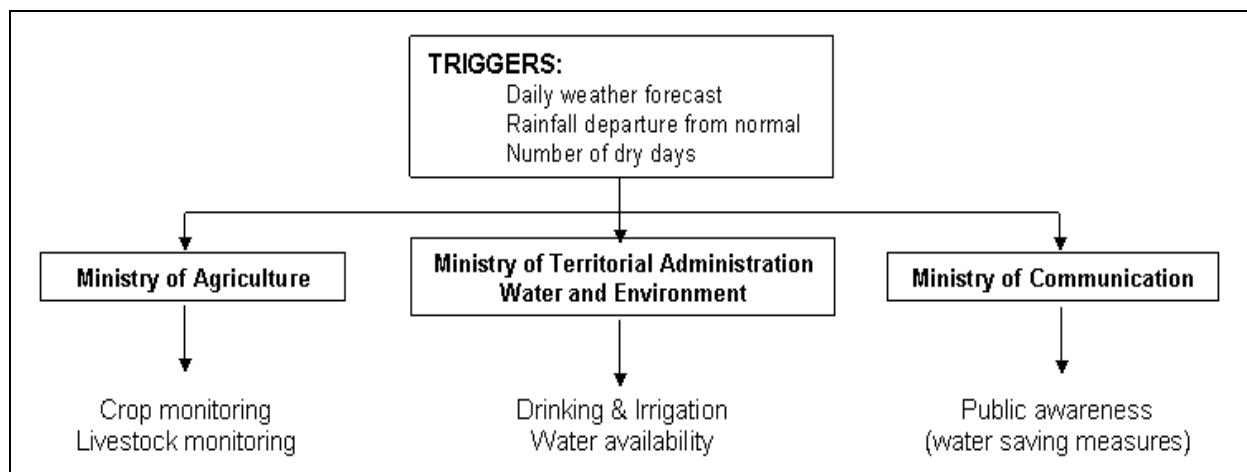 TRIGGERS:
Daily weather forecast
Rainfall departure from normal
Number of dry days
Ministry of Agriculture
Ministry of Territorial Administration
Water and Environment
Ministry of Communication
Crop monitoring
Livestock monitoring
Drinking & Irrigation
Water availability
Public awareness
(water saving measures)